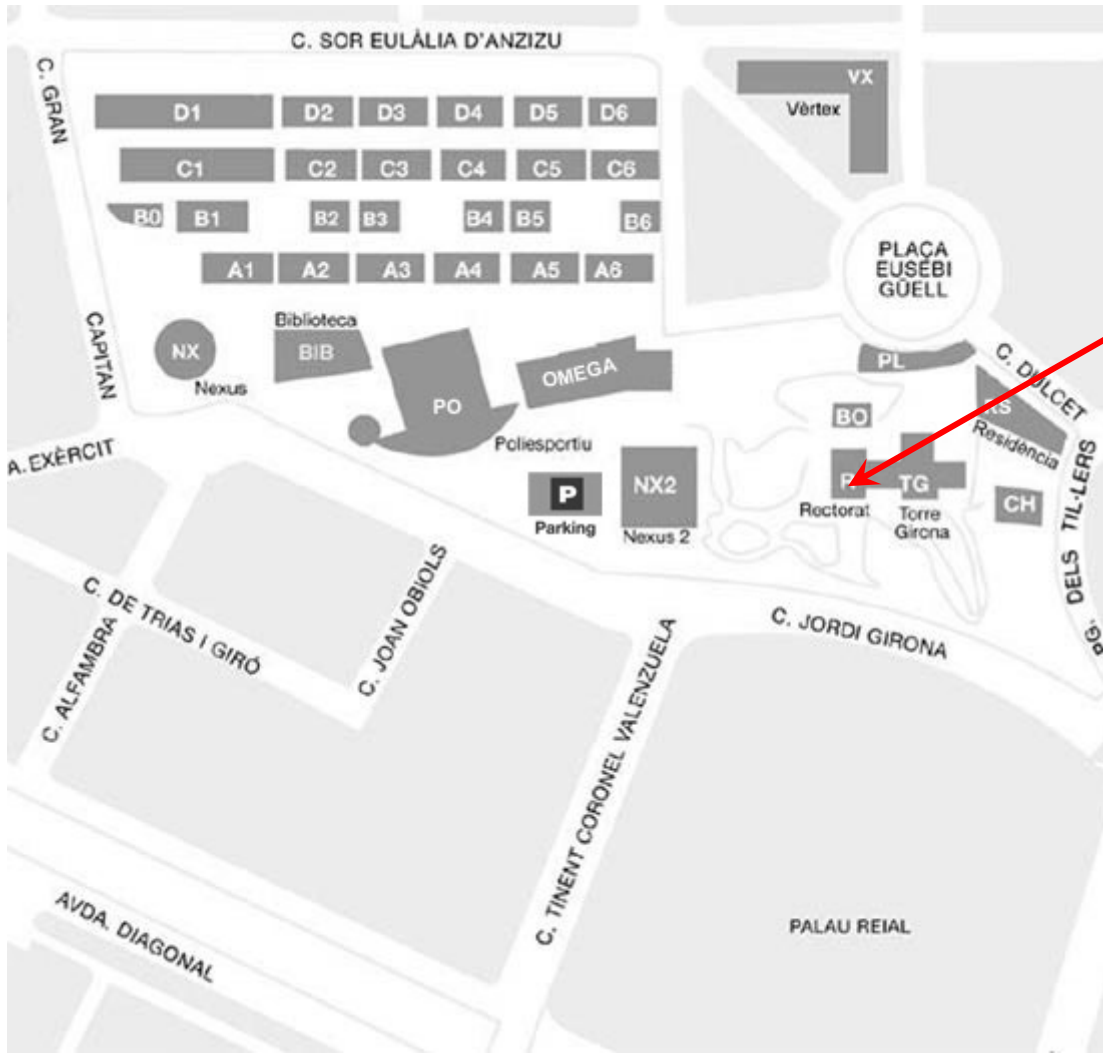 C. SOR EULÀLIA D'ANZIZU
C. GRAN
CAPITAN
VX
Vèrtex
D1 D2 D3 D4 D5 D6
C1 C2 C3 C4 C5 C6
B0 B1 B2 B3 B4 B5 B6
A1 A2 A3 A4 A5 A6
PLAÇA
EUSEBI
GÜELL
NX
Nexus
Biblioteca
BIB
PO
Poliesportiu
OMEGA
PL
C. DULCET
RS
Residència
BO
R
Rectorat
TG
Torre
Girona
CH
DELS TIL·LERS
A. EXÈRCIT
P
Parking
NX2
Nexus 2
C. JORDI GIRONA
C. DE TRIAS I GIRÓ
C. JOAN OBIOLS
C. ALFAMBRA
C. TINENT CORONEL VALENZUELA
AVDA. DIAGONAL
PALAU REIAL